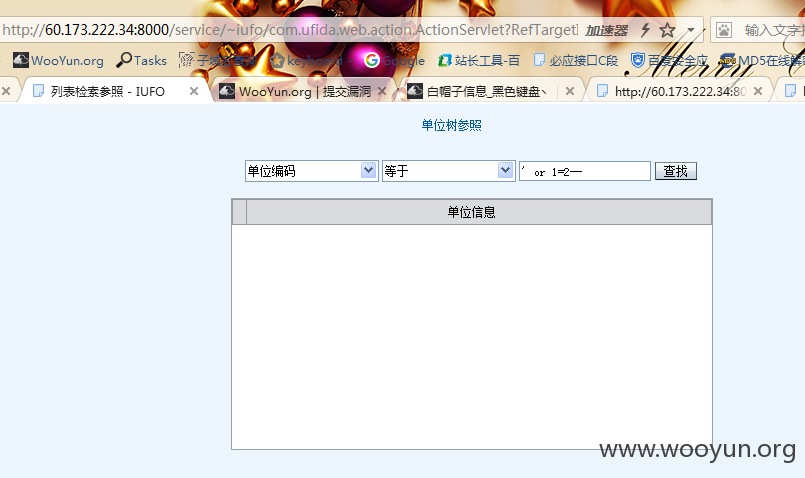 http://60.173.222.34:8000/service/~iufo/com.ufida.web.action.ActionServlet?RefTarget 加速器 输入文字
WooYun.org Tasks keyboard Google 站长工具-百 必应接口C段 百度安全应 MD5在线解
列表检索参照 - IUFO WooYun.org | 提交漏洞 白帽子信息_黑色键盘丶 http://60.173.222.34:80
Merry
单位树参照
单位编码 等于 ' or 1=2-- 查找
单位信息
www.wooyun.org